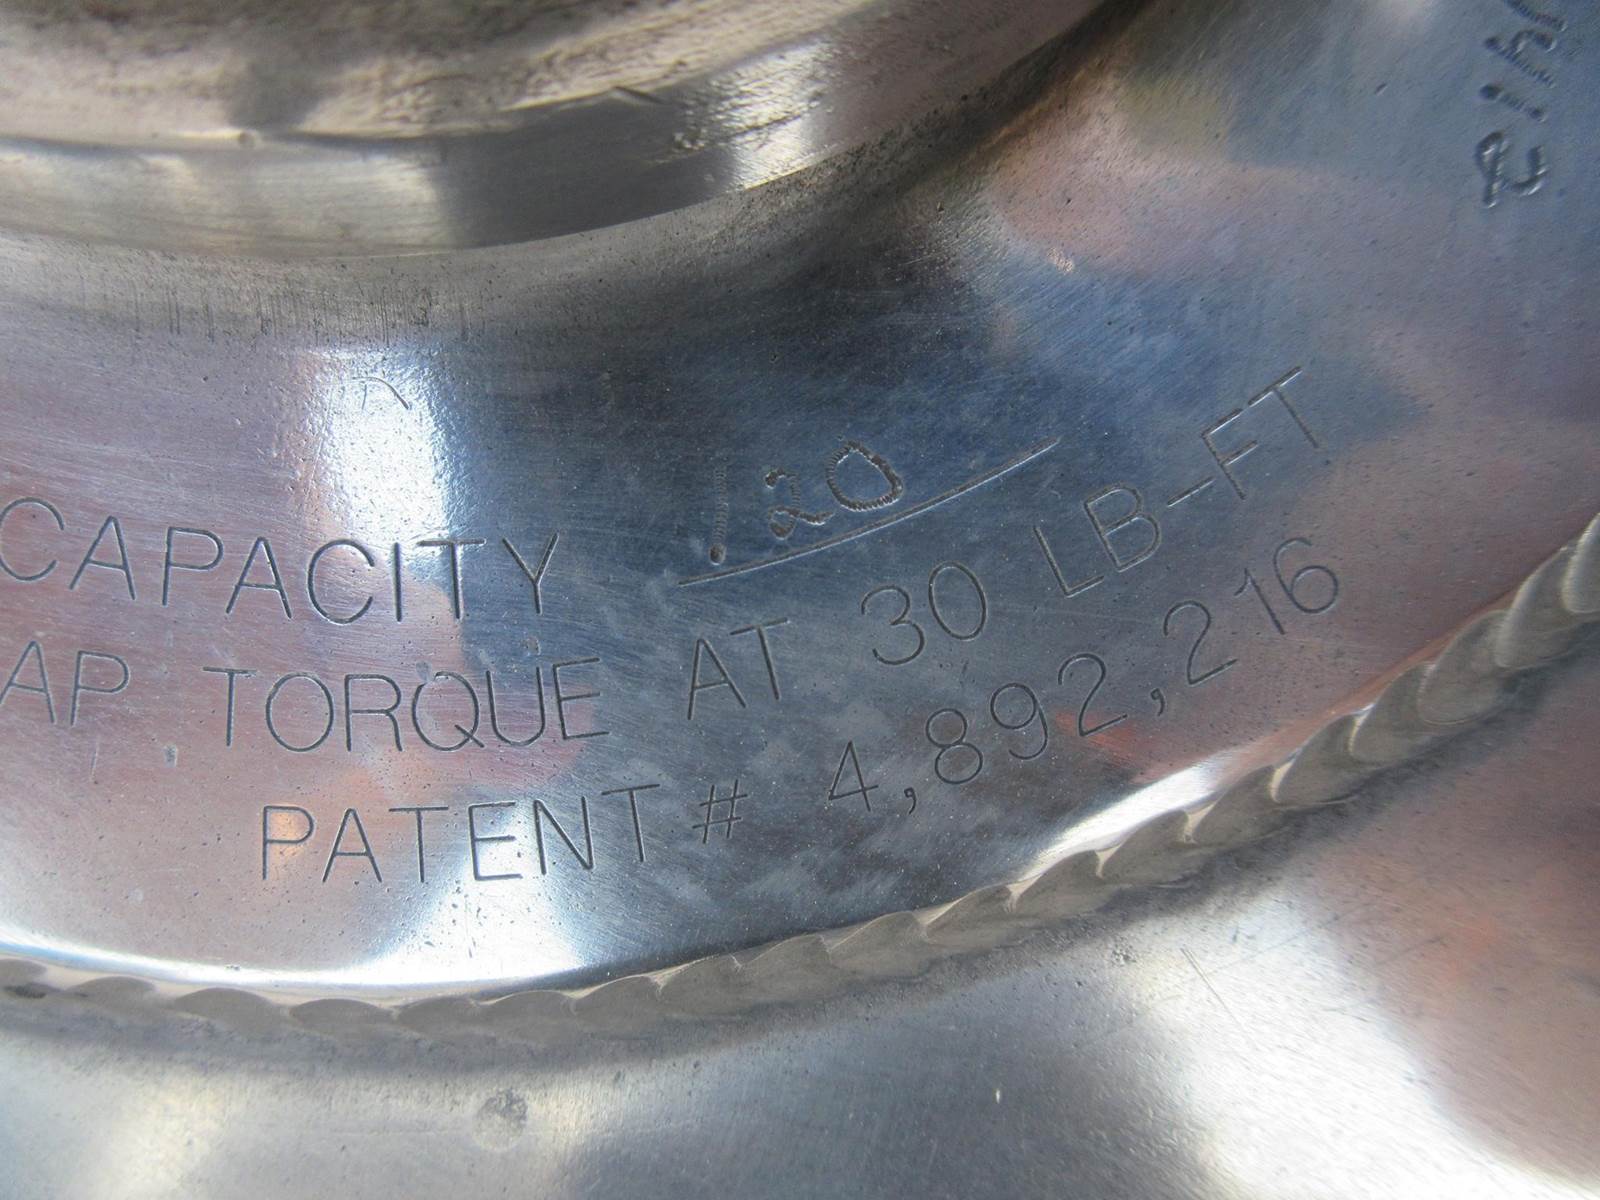 CAPACITY 120
AP TORQUE AT 30 LB-FT
PATENT # 4,892,216